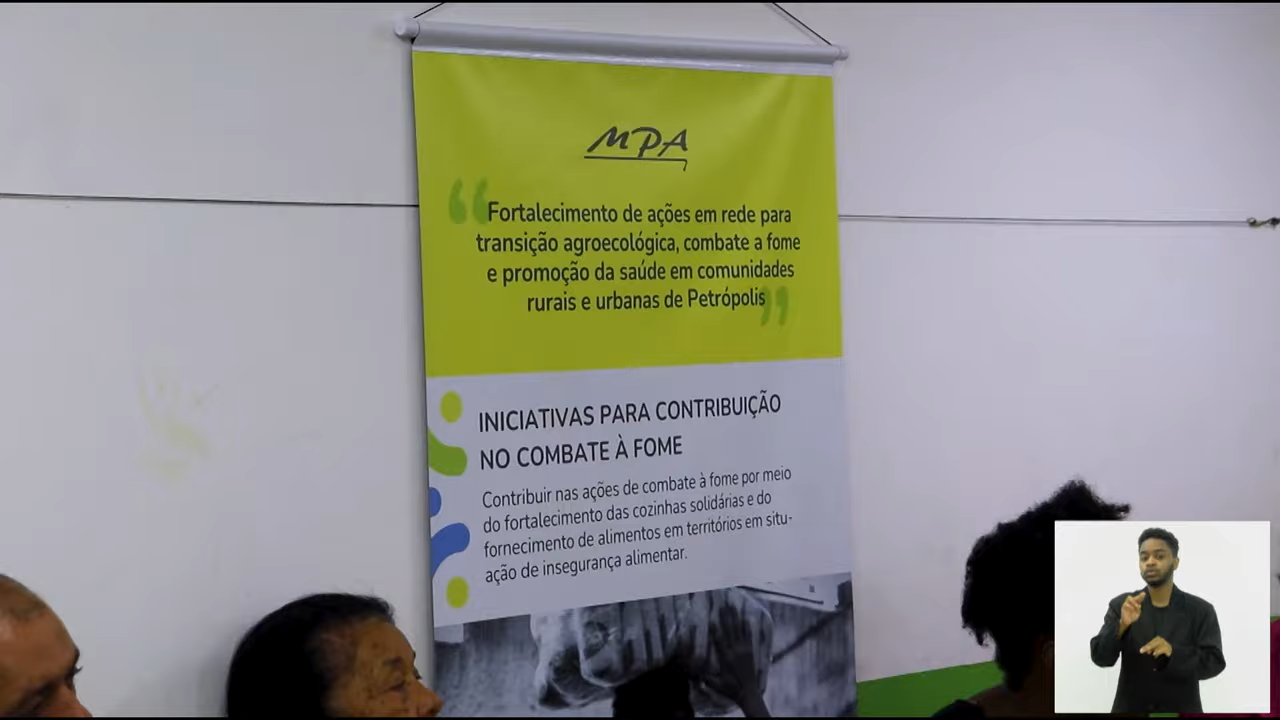 MPA
“Fortalecimento de ações em rede para
transição agroecológica, combate a fome
e promoção da saúde em comunidades
rurais e urbanas de Petrópolis”
INICIATIVAS PARA CONTRIBUIÇÃO
NO COMBATE À FOME
Contribuir nas ações de combate à fome por meio
do fortalecimento das cozinhas solidárias e do
fornecimento de alimentos em territórios em situ-
ação de insegurança alimentar.